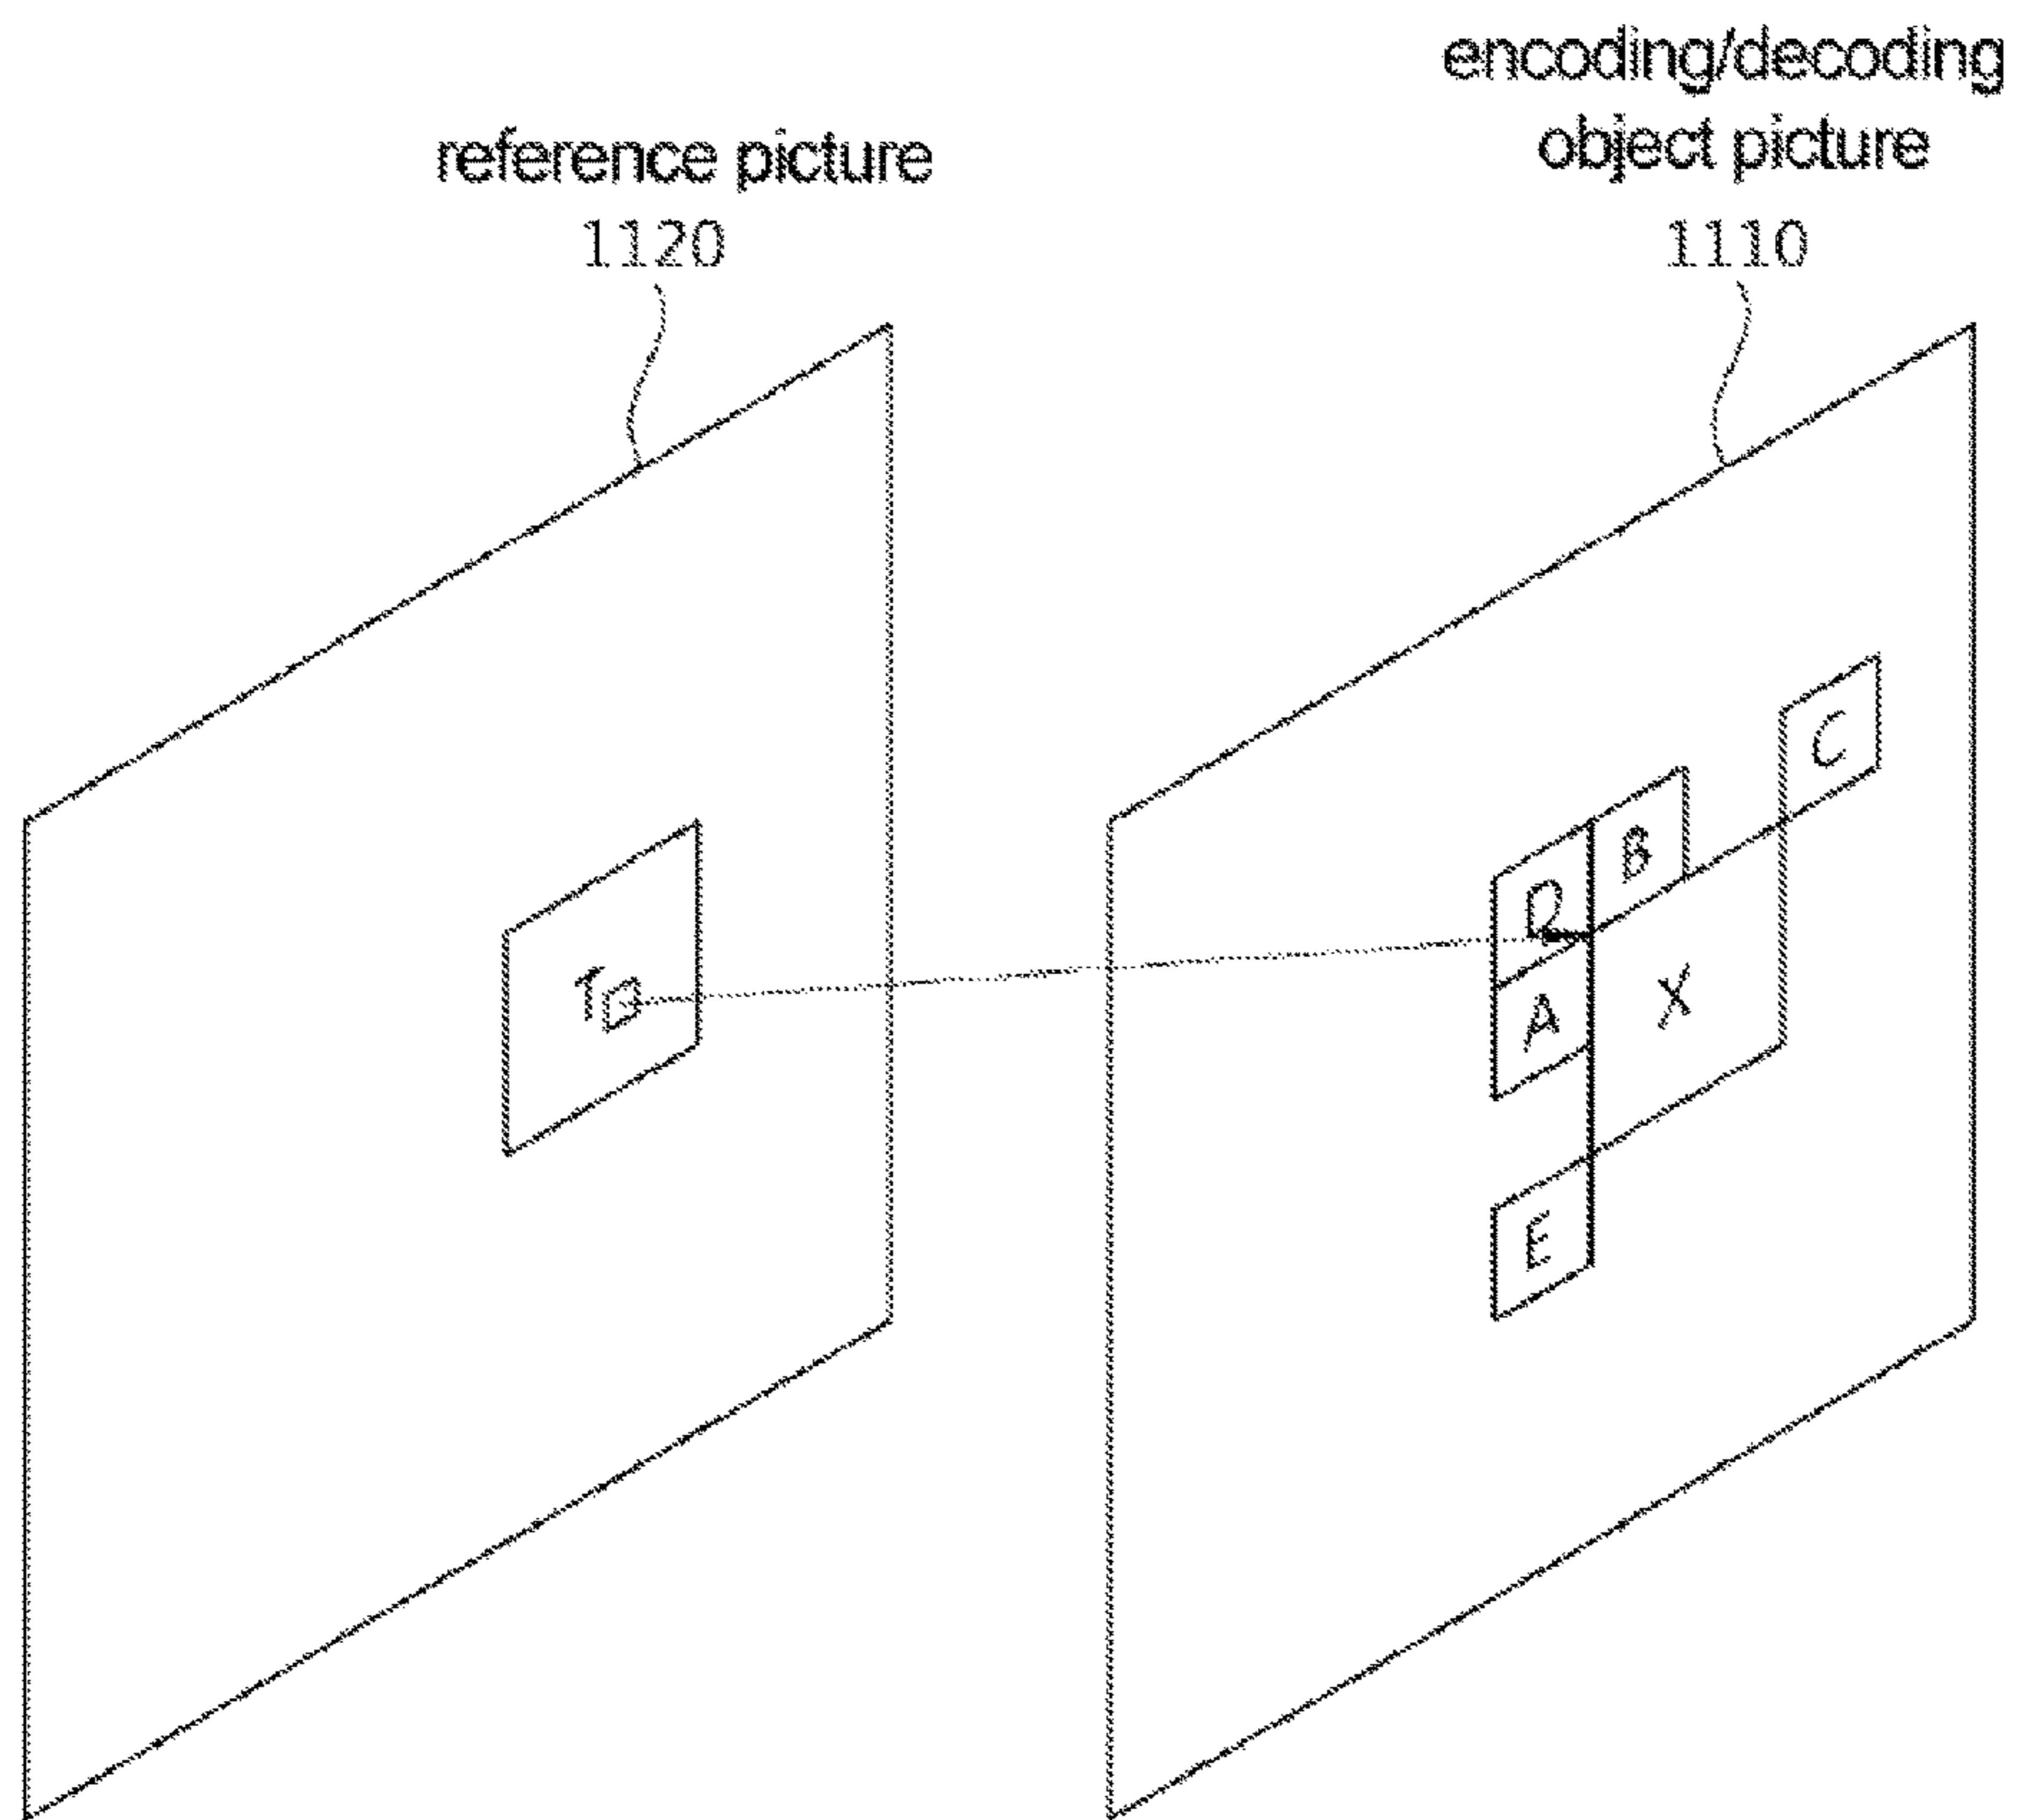 encoding/decoding
object picture
1110
reference picture
1120
C
B
D
A
X
T
E